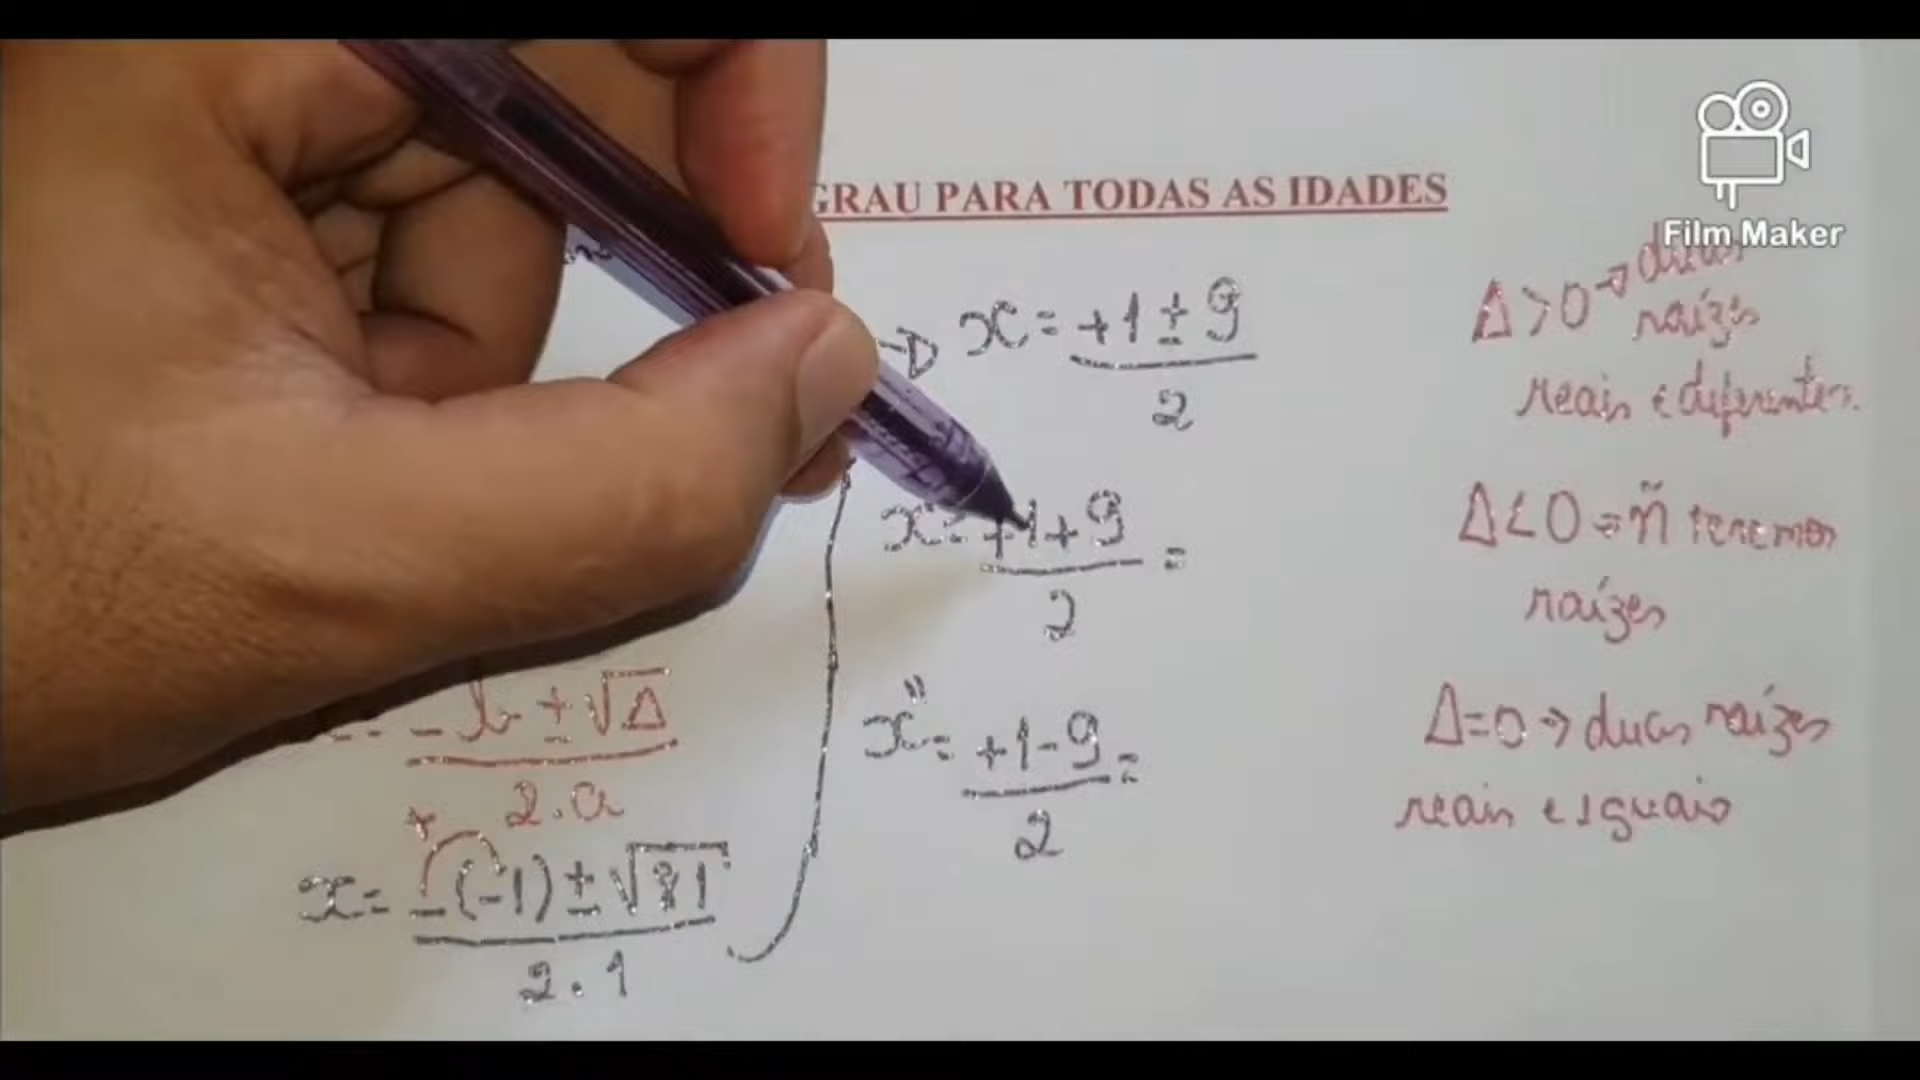 GRAU PARA TODAS AS IDADES
Film Maker
x = +1 ± 9
2
x' = +1 + 9 =
2
x" = +1 - 9 =
2
- b ± √Δ
2.a
+
x = -(-1) ± √81
2.1
Δ > 0 → duas
raízes
reais e diferentes.
Δ < 0 → ñ teremos
raízes
Δ = 0 → duas raízes
reais e iguais